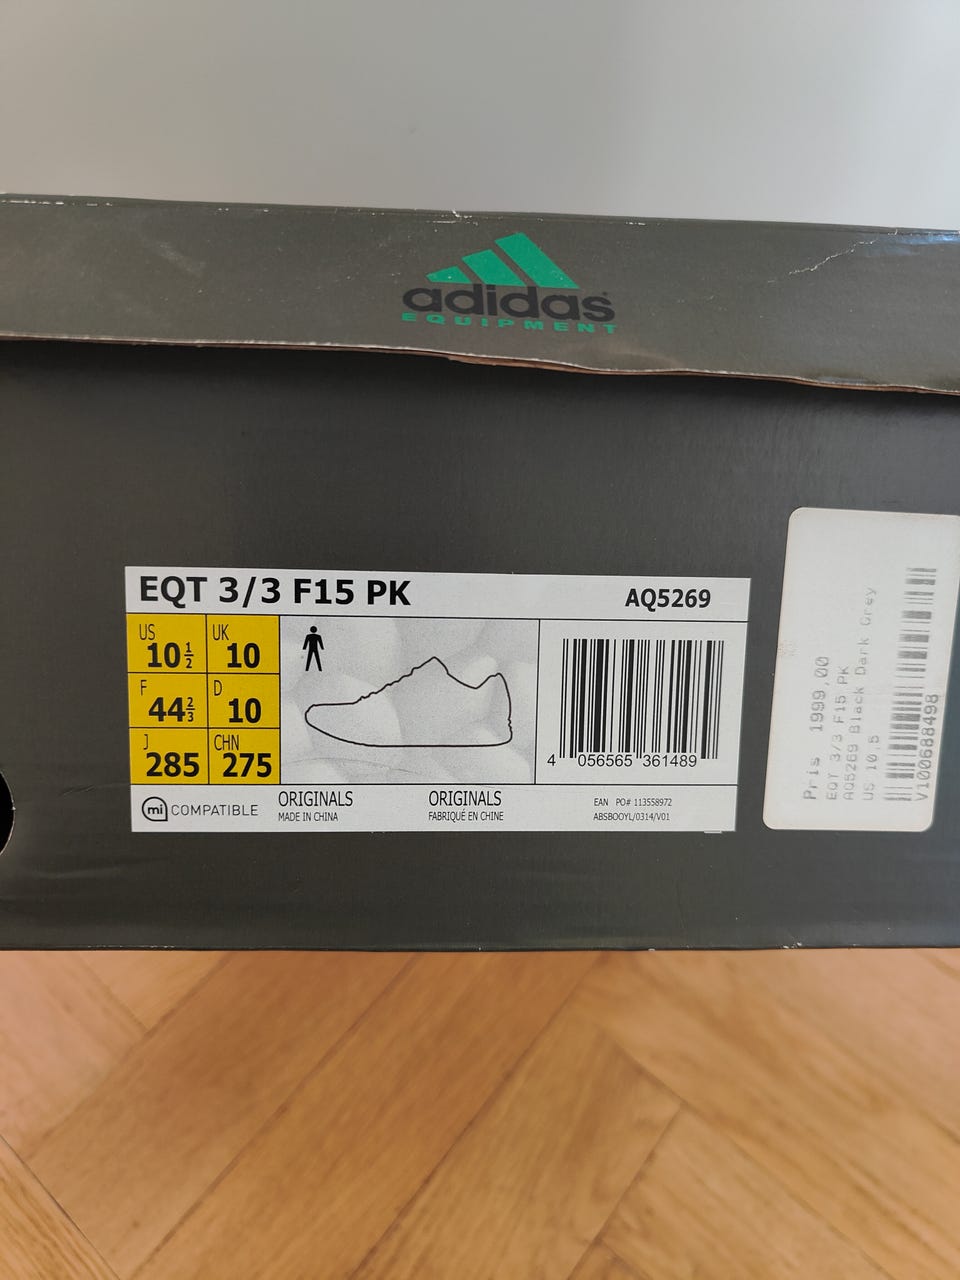 adidas
EQUIPMENT
EQT 3/3 F15 PK
AQ5269
US
10 1/2
UK
10
F
44 2/3
D
10
J
285
CHN
275
4 056565 361489
mi COMPATIBLE
ORIGINALS
MADE IN CHINA
ORIGINALS
FABRIQUÉ EN CHINE
EAN PO# 113558972
ABSBOOYL/0314/V01
Pris 1999,00
EQT 3/3 F15 PK
AQ5269 Black Dark Grey
US 10,5
V100688498